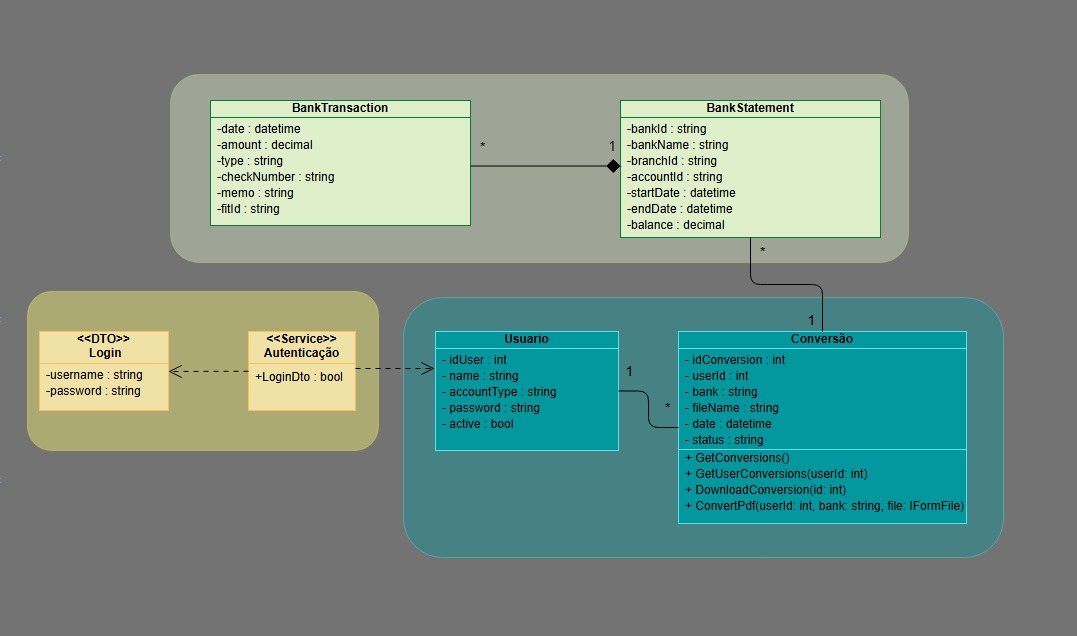 BankTransaction
-date : datetime
-amount : decimal
-type : string
-checkNumber : string
-memo : string
-fitId : string
*
1
BankStatement
-bankId : string
-bankName : string
-branchId : string
-accountId : string
-startDate : datetime
-endDate : datetime
-balance : decimal
*
1
<<DTO>>
Login
-username : string
-password : string
<<Service>>
Autenticação
+LoginDto : bool
Usuario
- idUser : int
- name : string
- accountType : string
- password : string
- active : bool
1
*
Conversão
- idConversion : int
- userId : int
- bank : string
- fileName : string
- date : datetime
- status : string
+ GetConversions()
+ GetUserConversions(userId: int)
+ DownloadConversion(id: int)
+ ConvertPdf(userId: int, bank: string, file: IFormFile)